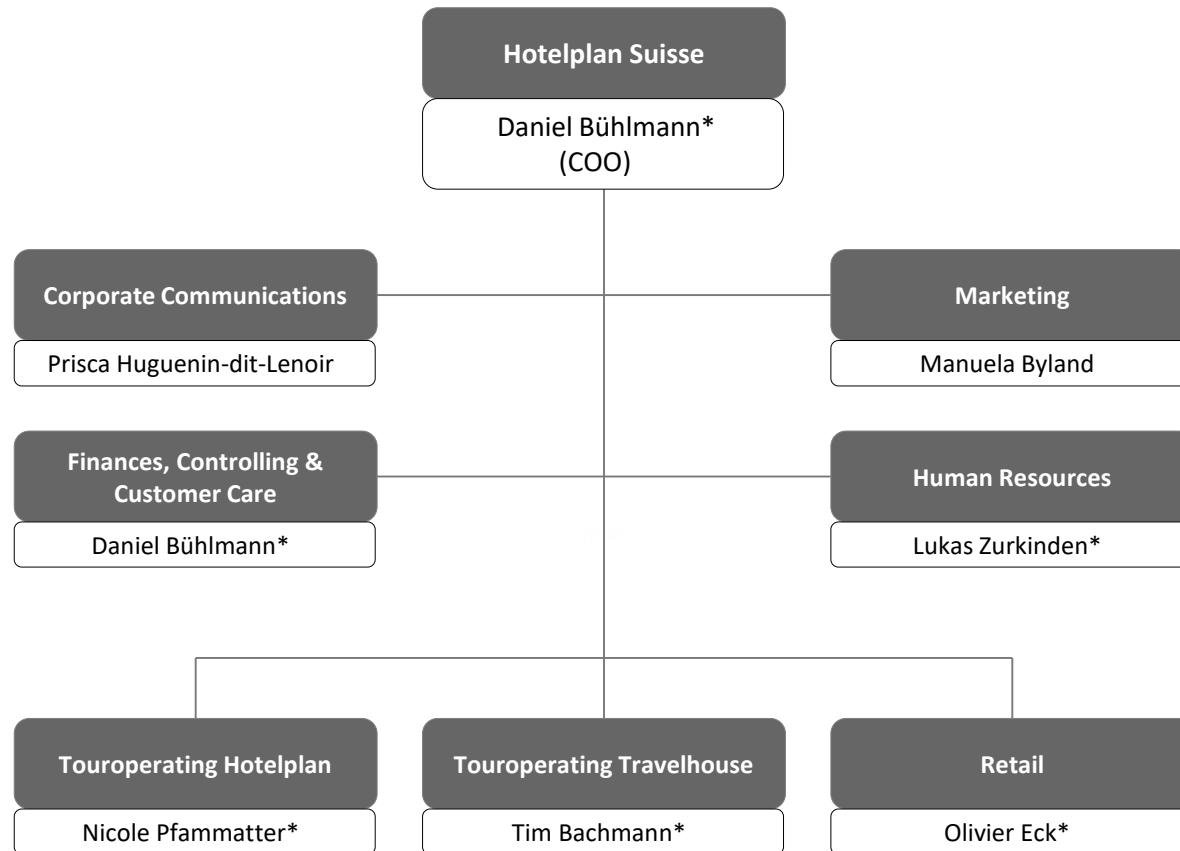 Hotelplan Suisse
Daniel Bühlmann*
(COO)
Corporate Communications
Prisca Huguenin-dit-Lenoir
Marketing
Manuela Byland
Finances, Controlling &
Customer Care
Daniel Bühlmann*
Human Resources
Lukas Zurkinden*
Touroperating Hotelplan
Nicole Pfammatter*
Touroperating Travelhouse
Tim Bachmann*
Retail
Olivier Eck*